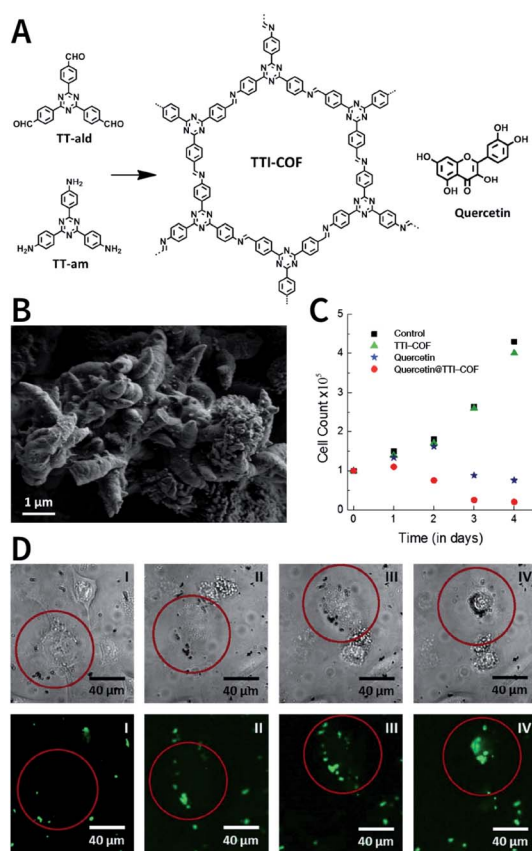 A
CHO
OHC
CHO
TT-ald
NH2
H2N
NH2
TT-am
TTI-COF
OH
OH
HO
OH
OH
O
O
Quercetin
B
1 µm
C
Control
TTI-COF
Quercetin
Quercetin@TTI-COF
Cell Count x10^5
5
4
3
2
1
0
0 1 2 3 4
Time (in days)
D
I
II
III
IV
40 µm
40 µm
40 µm
40 µm
I
II
III
IV
40 µm
40 µm
40 µm
40 µm